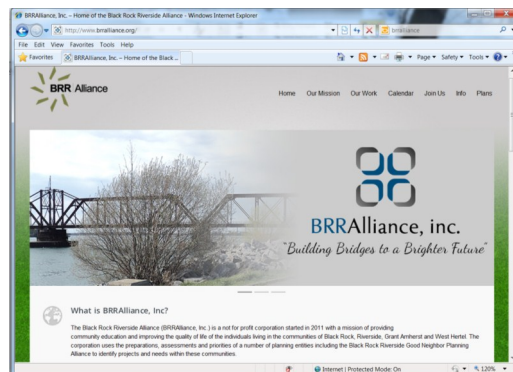 BRRAlliance, Inc. – Home of the Black Rock Riverside Alliance - Windows Internet Explorer
http://www.brralliance.org/
brralliance
File Edit View Favorites Tools Help
Favorites BRRAlliance, Inc. – Home of the Black ...
Page Safety Tools
BRR Alliance
Home Our Mission Our Work Calendar Join Us Info Plans
BRRAlliance, inc.
"Building Bridges to a Brighter Future"
What is BRRAlliance, Inc?
The Black Rock Riverside Alliance (BRRAlliance, Inc.) is a not for profit corporation started in 2011 with a mission of providing
community education and improving the quality of life of the individuals living in the communities of Black Rock, Riverside, Grant Amherst and West Hertel. The
corporation uses the preparations, assessments and priorities of a number of planning entities including the Black Rock Riverside Good Neighbor Planning
Alliance to identify projects and needs within these communities.
Internet | Protected Mode: On 120%